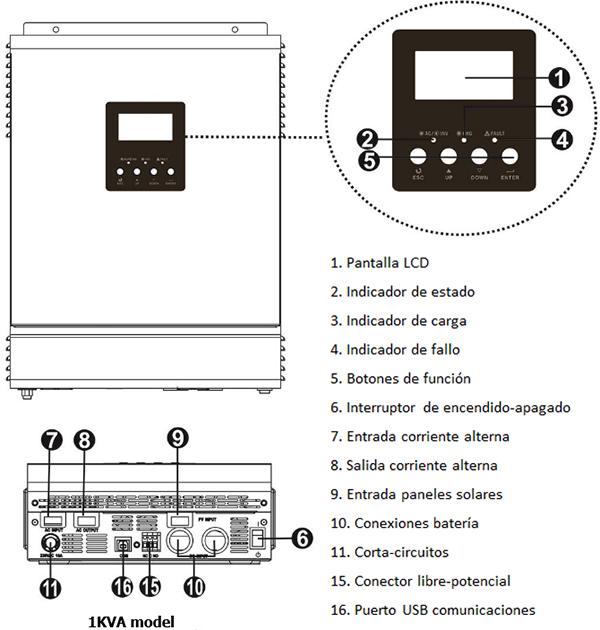 1
3
AC/ INV
FAULT
2
4
5
ESC
UP
DOWN
ENTER
1. Pantalla LCD
2. Indicador de estado
3. Indicador de carga
4. Indicador de fallo
5. Botones de función
6. Interruptor de encendido-apagado
7. Entrada corriente alterna
8. Salida corriente alterna
9. Entrada paneles solares
10. Conexiones batería
11. Corta-circuitos
15. Conector libre-potencial
16. Puerto USB comunicaciones
7
8
9
AC INPUT
AC OUTPUT
PV INPUT
6
11
16
15
10
1KVA model